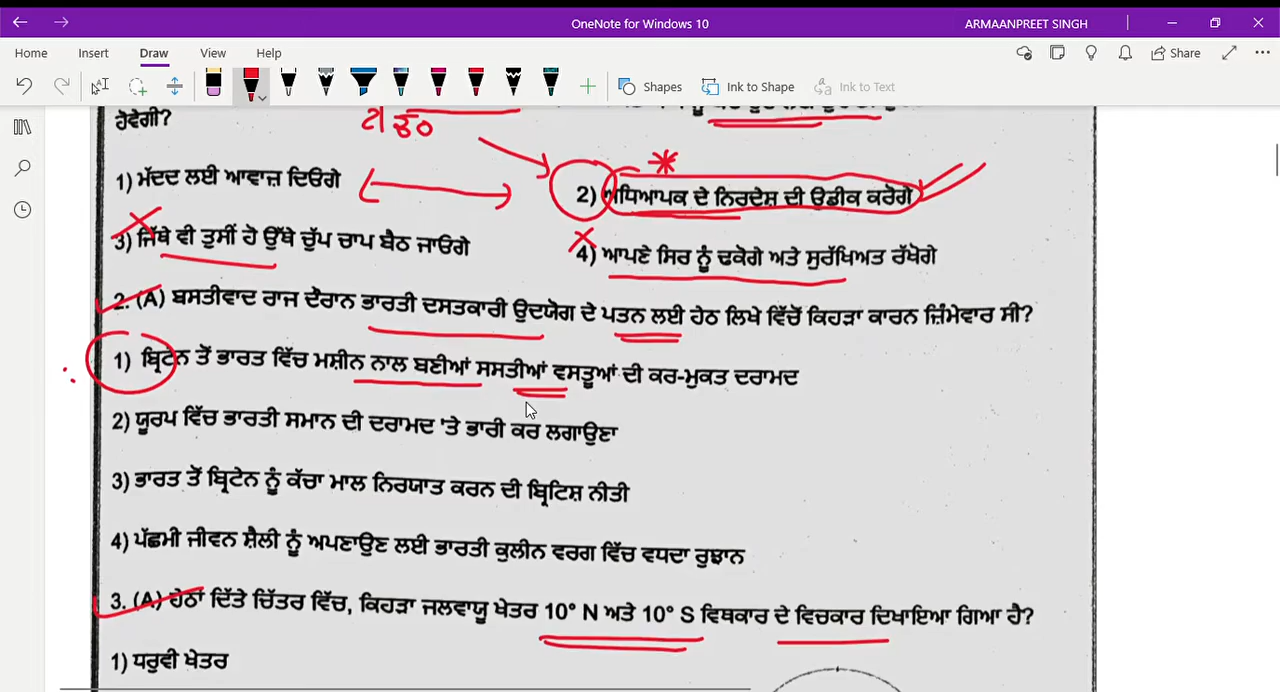 OneNote for Windows 10
ARMAANPREET SINGH
Home Insert Draw View Help
Share
Shapes Ink to Shape Ink to Text
ਹੋਵੇਗੀ?
1) ਮੱਦਦ ਲਈ ਆਵਾਜ਼ ਦਿਓਗੇ
2) ਅਧਿਆਪਕ ਦੇ ਨਿਰਦੇਸ਼ ਦੀ ਉਡੀਕ ਕਰੋਗੇ
3) ਜਿੱਥੇ ਵੀ ਤੁਸੀਂ ਹੋ ਉੱਥੇ ਚੁੱਪ ਚਾਪ ਬੈਠ ਜਾਓਗੇ
4) ਆਪਣੇ ਸਿਰ ਨੂੰ ਢਕੋਗੇ ਅਤੇ ਸੁਰੱਖਿਅਤ ਰੱਖੋਗੇ
2. (A) ਬਸਤੀਵਾਦ ਰਾਜ ਦੌਰਾਨ ਭਾਰਤੀ ਦਸਤਕਾਰੀ ਉਦਯੋਗ ਦੇ ਪਤਨ ਲਈ ਹੇਠ ਲਿਖੇ ਵਿੱਚੋਂ ਕਿਹੜਾ ਕਾਰਨ ਜ਼ਿੰਮੇਵਾਰ ਸੀ?
1) ਬ੍ਰਿਟੇਨ ਤੋਂ ਭਾਰਤ ਵਿੱਚ ਮਸ਼ੀਨ ਨਾਲ ਬਣੀਆਂ ਸਸਤੀਆਂ ਵਸਤੂਆਂ ਦੀ ਕਰ-ਮੁਕਤ ਦਰਾਮਦ
2) ਯੂਰਪ ਵਿੱਚ ਭਾਰਤੀ ਸਮਾਨ ਦੀ ਦਰਾਮਦ 'ਤੇ ਭਾਰੀ ਕਰ ਲਗਾਉਣਾ
3) ਭਾਰਤ ਤੋਂ ਬ੍ਰਿਟੇਨ ਨੂੰ ਕੱਚਾ ਮਾਲ ਨਿਰਯਾਤ ਕਰਨ ਦੀ ਬ੍ਰਿਟਿਸ਼ ਨੀਤੀ
4) ਪੱਛਮੀ ਜੀਵਨ ਸ਼ੈਲੀ ਨੂੰ ਅਪਣਾਉਣ ਲਈ ਭਾਰਤੀ ਕੁਲੀਨ ਵਰਗ ਵਿੱਚ ਵਧਦਾ ਰੁਝਾਨ
3. (A) ਹੇਠਾਂ ਦਿੱਤੇ ਚਿੱਤਰ ਵਿੱਚ, ਕਿਹੜਾ ਜਲਵਾਯੂ ਖੇਤਰ 10° N ਅਤੇ 10° S ਵਿਥਕਾਰ ਦੇ ਵਿਚਕਾਰ ਦਿਖਾਇਆ ਗਿਆ ਹੈ?
1) ਧਰੁਵੀ ਖੇਤਰ